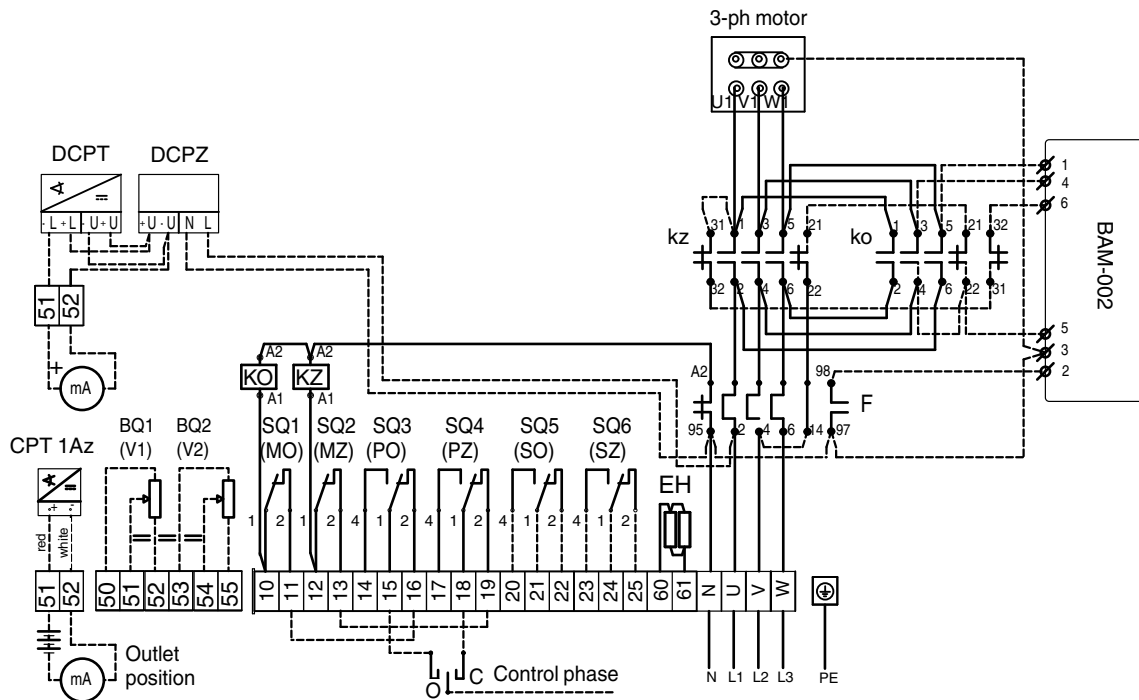 3-ph motor
U1 V1 W1
DCPT DCPZ
- L + L - U + U + U - U N L
51 52
+
mA
BAM-002
1
4
6
5
3
2
kz
31 1 3 5 21
32 2 4 6 22
ko
1 3 5 21 32
2 4 6 22 31
A2 A2
KO KZ
A1 A1
A2 98
F
95 2 4 6 14 97
CPT 1Az
+ -
red white
BQ1 BQ2
(V1) (V2)
SQ1 SQ2 SQ3 SQ4 SQ5 SQ6
(MO) (MZ) (PO) (PZ) (SO) (SZ)
EH
1 2 1 2 4 1 2 4 1 2 4 1 2 4 1 2
51 52
50 51 52 53 54 55
10 11 12 13 14 15 16 17 18 19 20 21 22 23 24 25 60 61 N U V W
mA
Outlet
position
O C Control phase
N L1 L2 L3 PE